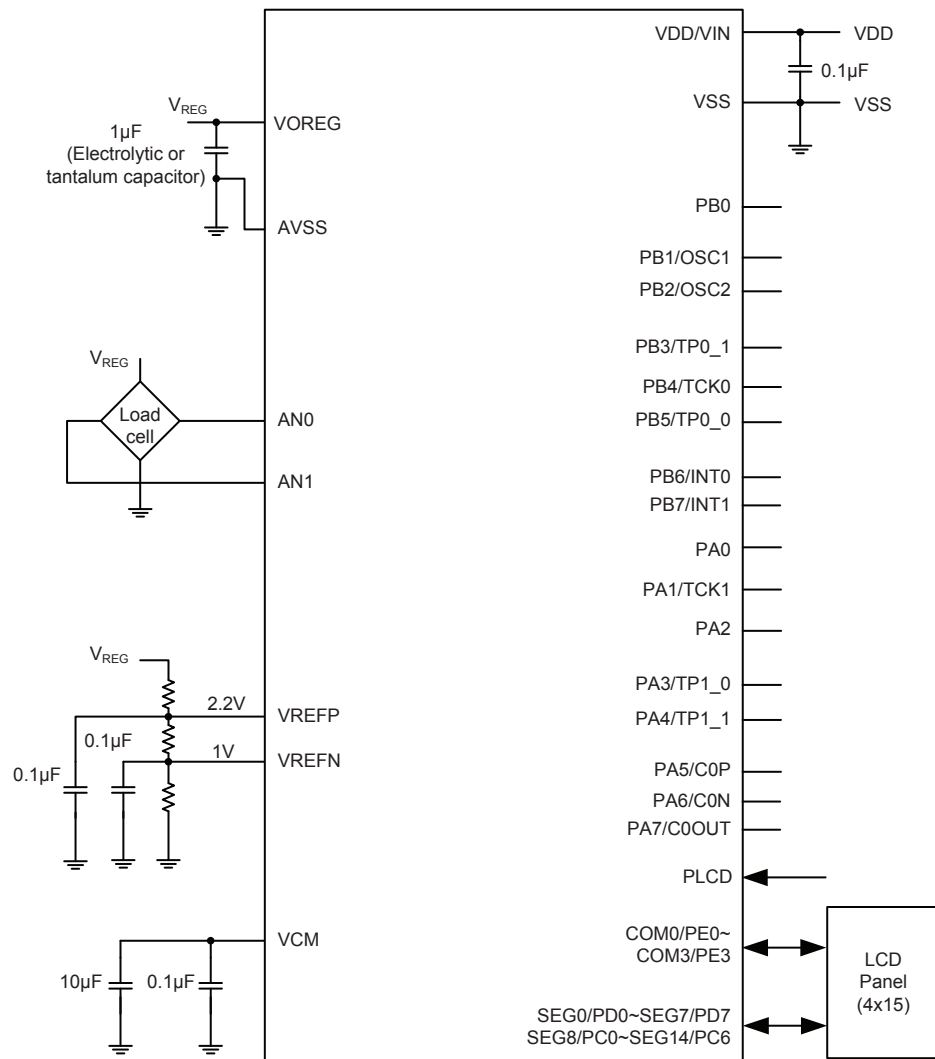 VDD/VIN
VDD
0.1µF
VSS
VSS
VREG
VOREG
1µF
(Electrolytic or
tantalum capacitor)
AVSS
PB0
PB1/OSC1
PB2/OSC2
PB3/TP0_1
VREG
PB4/TCK0
Load
cell
AN0
PB5/TP0_0
AN1
PB6/INT0
PB7/INT1
PA0
PA1/TCK1
PA2
VREG
PA3/TP1_0
2.2V
VREFP
PA4/TP1_1
0.1µF
1V
VREFN
0.1µF
PA5/C0P
PA6/C0N
PA7/C0OUT
PLCD
VCM
COM0/PE0~
COM3/PE3
10µF
0.1µF
LCD
Panel
(4x15)
SEG0/PD0~SEG7/PD7
SEG8/PC0~SEG14/PC6